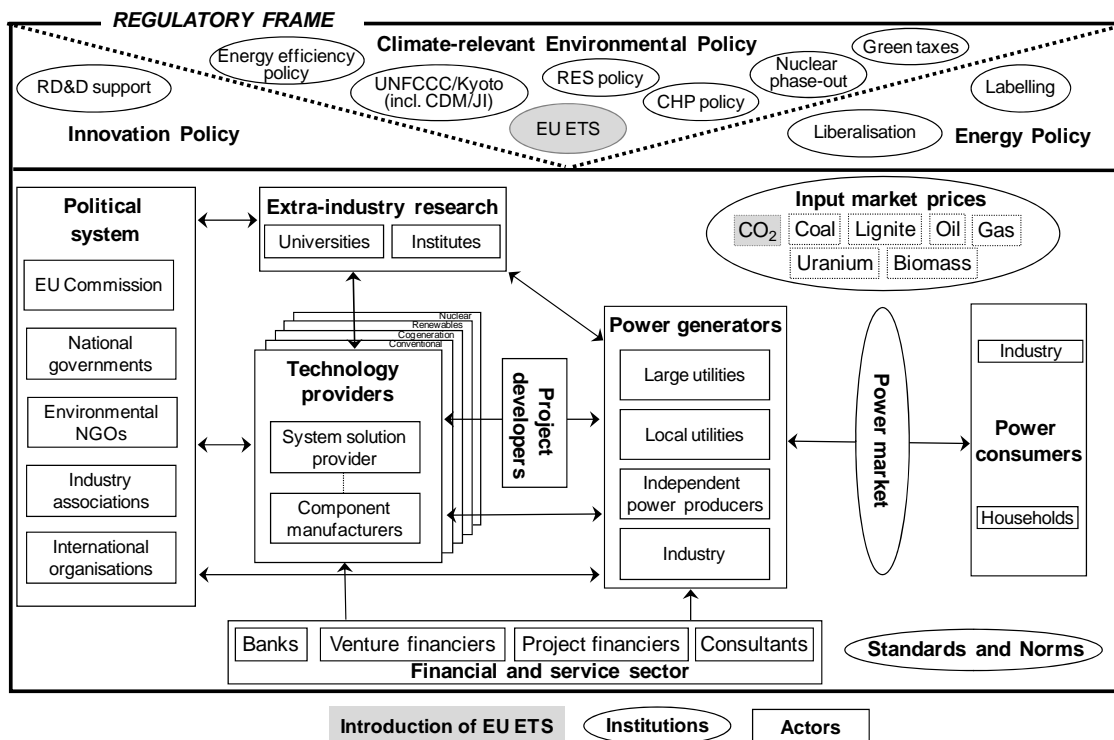 REGULATORY FRAME
Climate-relevant Environmental Policy
Energy efficiency
policy
UNFCCC/Kyoto
(incl. CDM/JI)
RES policy
CHP policy
Nuclear
phase-out
Green taxes
EU ETS
RD&D support
Innovation Policy
Labelling
Liberalisation
Energy Policy
Political
system
EU Commission
National
governments
Environmental
NGOs
Industry
associations
International
organisations
Extra-industry research
Universities
Institutes
Input market prices
CO₂
Coal
Lignite
Oil
Gas
Uranium
Biomass
Nuclear
Renewables
Cogeneration
Conventional
Technology
providers
System solution
provider
Component
manufacturers
Project
developers
Power generators
Large utilities
Local utilities
Independent
power producers
Industry
Power market
Industry
Power
consumers
Households
Banks
Venture financiers
Project financiers
Consultants
Financial and service sector
Standards and Norms
Introduction of EU ETS
Institutions
Actors